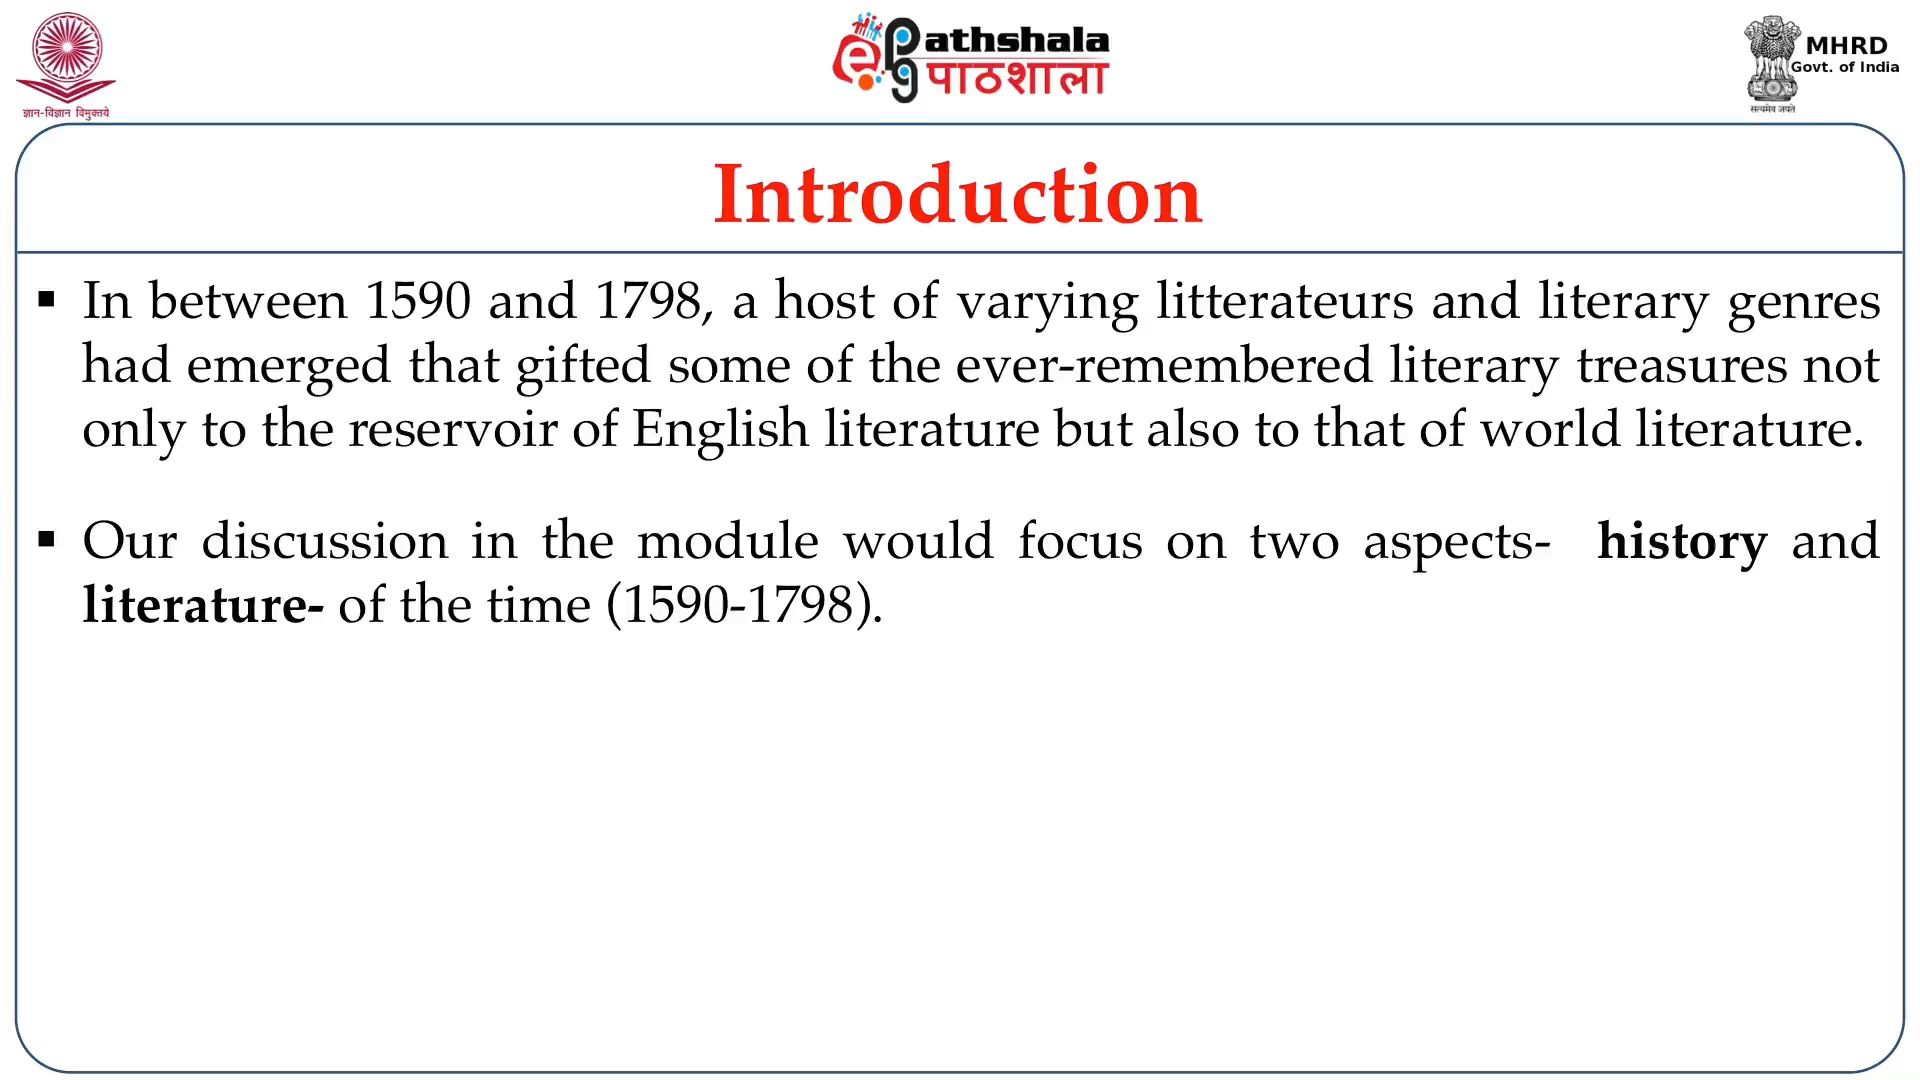 ज्ञान-विज्ञान विमुक्तये
e Pathshala
pg पाठशाला
MHRD
Govt. of India
सत्यमेव जयते
Introduction
▪ In between 1590 and 1798, a host of varying litterateurs and literary genres
had emerged that gifted some of the ever-remembered literary treasures not
only to the reservoir of English literature but also to that of world literature.
▪ Our discussion in the module would focus on two aspects- history and
literature- of the time (1590-1798).